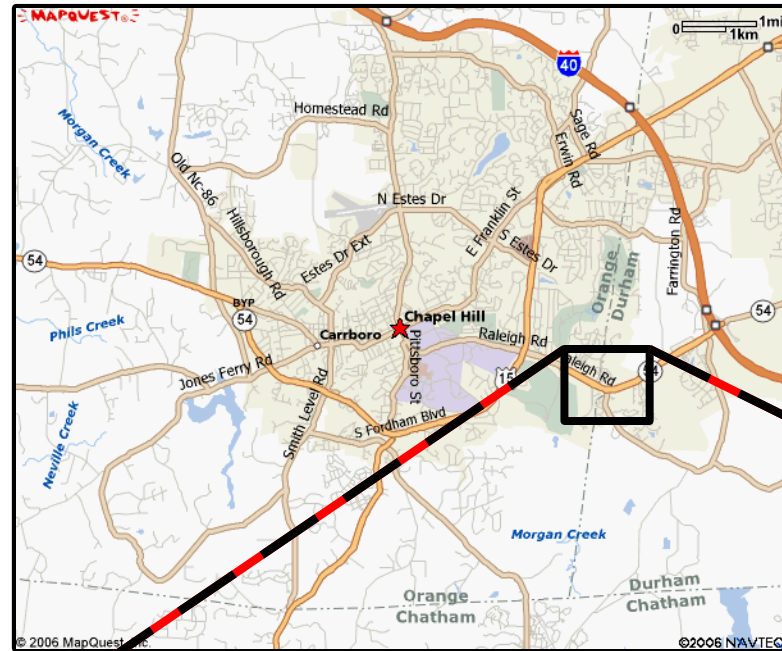 MAPQUEST
0 1mi
1km
40
Homestead Rd
Sage Rd
Morgan Creek
Erwin Rd
Old Nc-86
N Estes Dr
E Franklin St
Hillsborough Rd
S Estes Dr
Farrington Rd
Estes Dr Ext
54
Orange
Durham
BYP
54
54
Phils Creek
Chapel Hill
Carrboro
Raleigh Rd
Pittsboro St
Jones Ferry Rd
Raleigh Rd
15
54
Smith Level Rd
S Fordham Blvd
Neville Creek
Morgan Creek
Orange
Chatham
Durham
Chatham
© 2006 MapQuest, Inc.
©2006 NAVTEQ